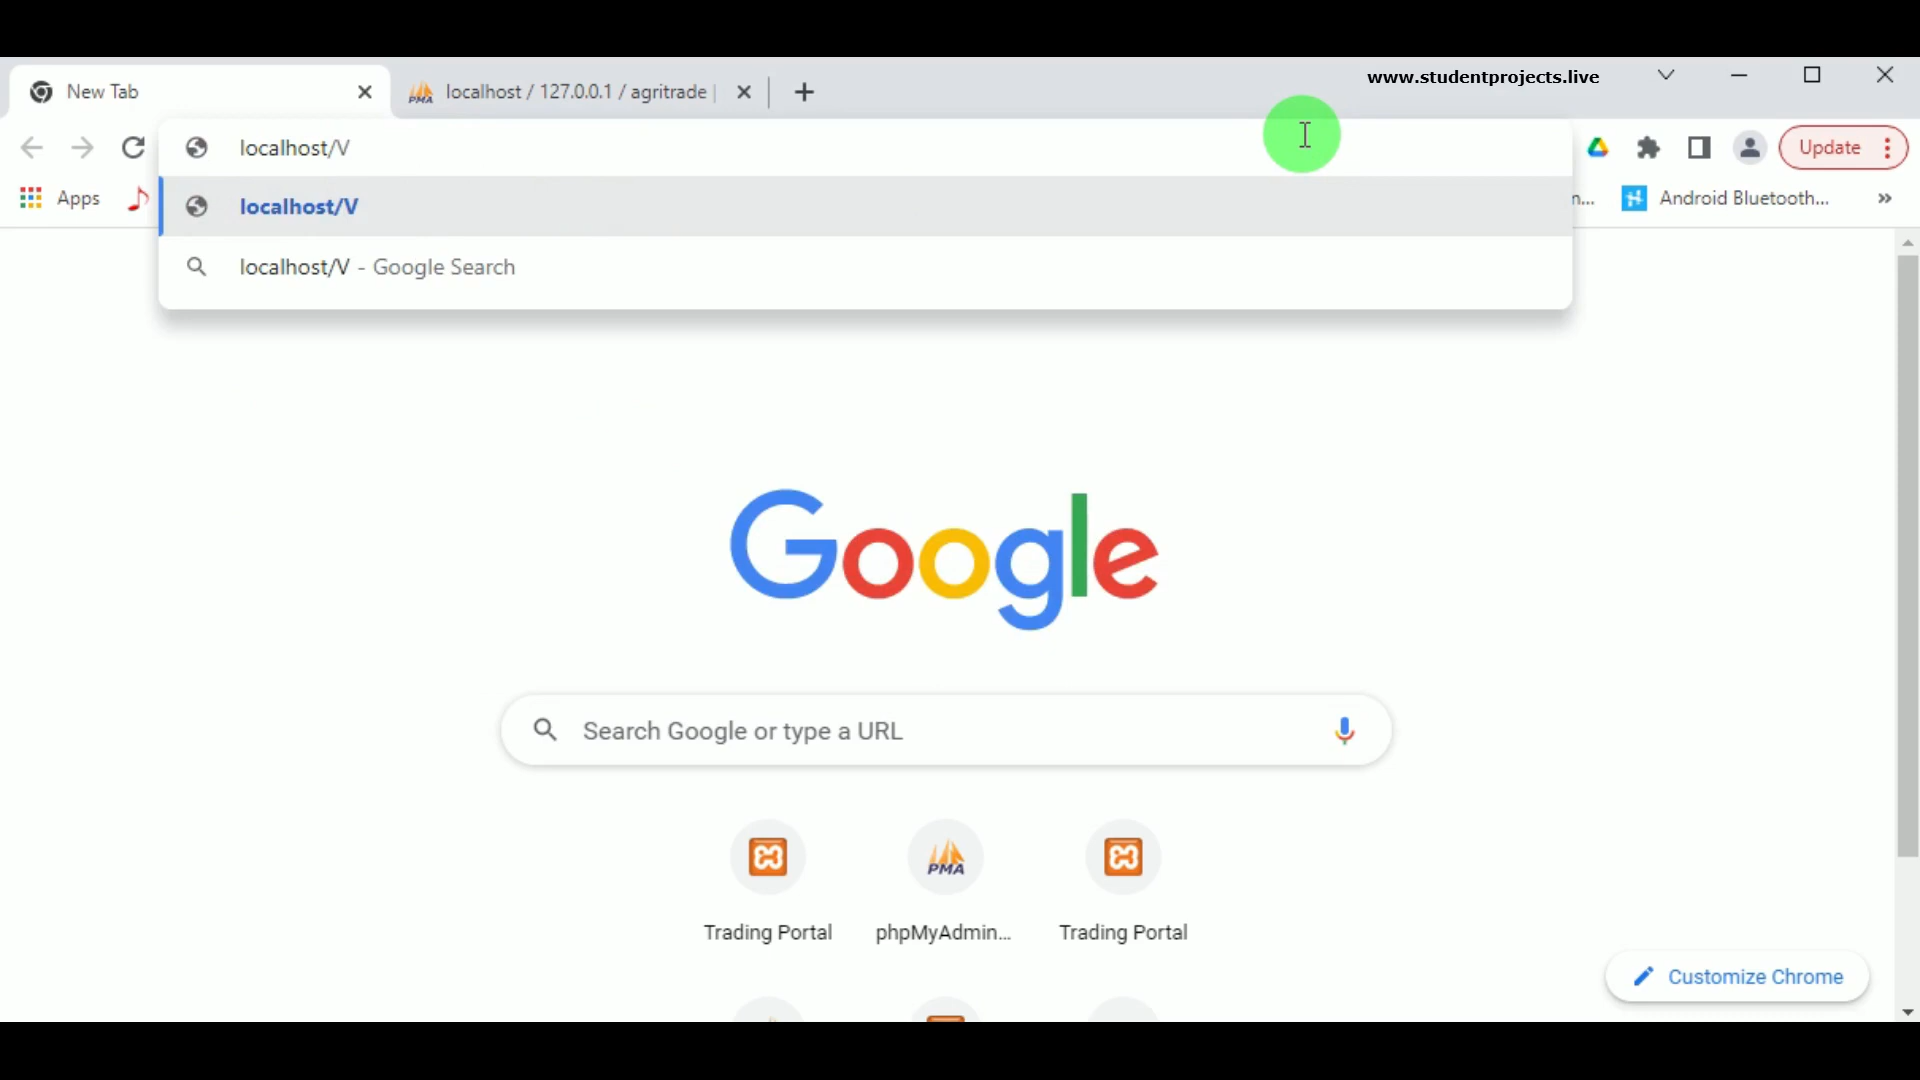 www.studentprojects.live
New Tab
localhost / 127.0.0.1 / agritrade |
localhost/V
Update
Apps
localhost/V
n...
Android Bluetooth...
»
localhost/V - Google Search
Google
Search Google or type a URL
PMA
Trading Portal
phpMyAdmin...
Trading Portal
Customize Chrome